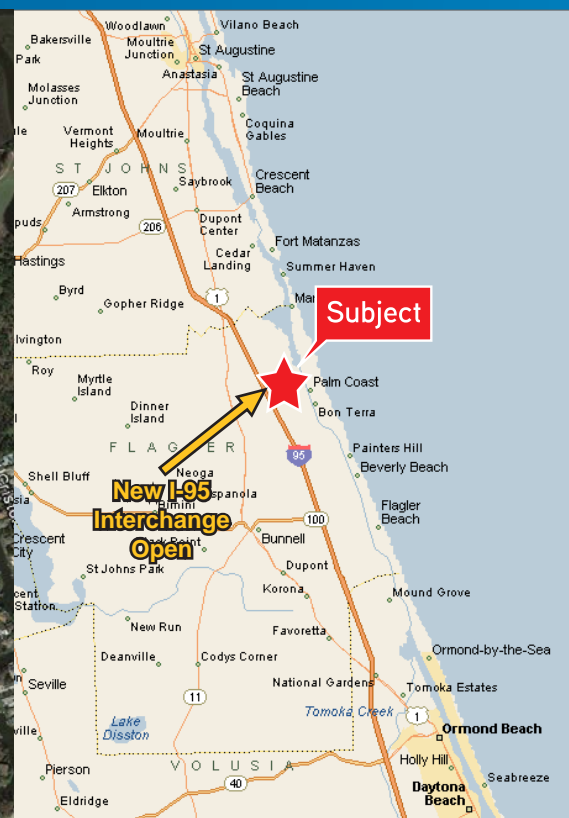 Woodlawn
Vilano Beach
Bakersville
Moultrie
Junction
St Augustine
Park
Anastasia
St Augustine
Beach
Molasses
Junction
Coquina
Gables
Vermont
Heights
Moultrie
ST JOHNS
Crescent
Beach
207
Elkton
Saybrook
Armstrong
206
Dupont
Center
Hastings
Cedar
Landing
Fort Matanzas
Summer Haven
Byrd
Gopher Ridge
1
Subject
Roy
Myrtle
Island
Palm Coast
Dinner
Island
Bon Terra
FLAGLER
95
Painters Hill
Beverly Beach
Shell Bluff
Neoga
New I-95
Interchange
Open
Bimini
100
Flagler
Beach
Crescent
City
Bunnell
St Johns Park
Dupont
Korona
Mound Grove
Station
New Run
Favoretta
Deanville
Codys Corner
Ormond-by-the-Sea
Seville
National Gardens
Tomoka Estates
11
Tomoka Creek
1
Lake
Disston
Ormond Beach
Holly Hill
Pierson
VOLUSIA
Seabreeze
40
Daytona
Beach
Eldridge